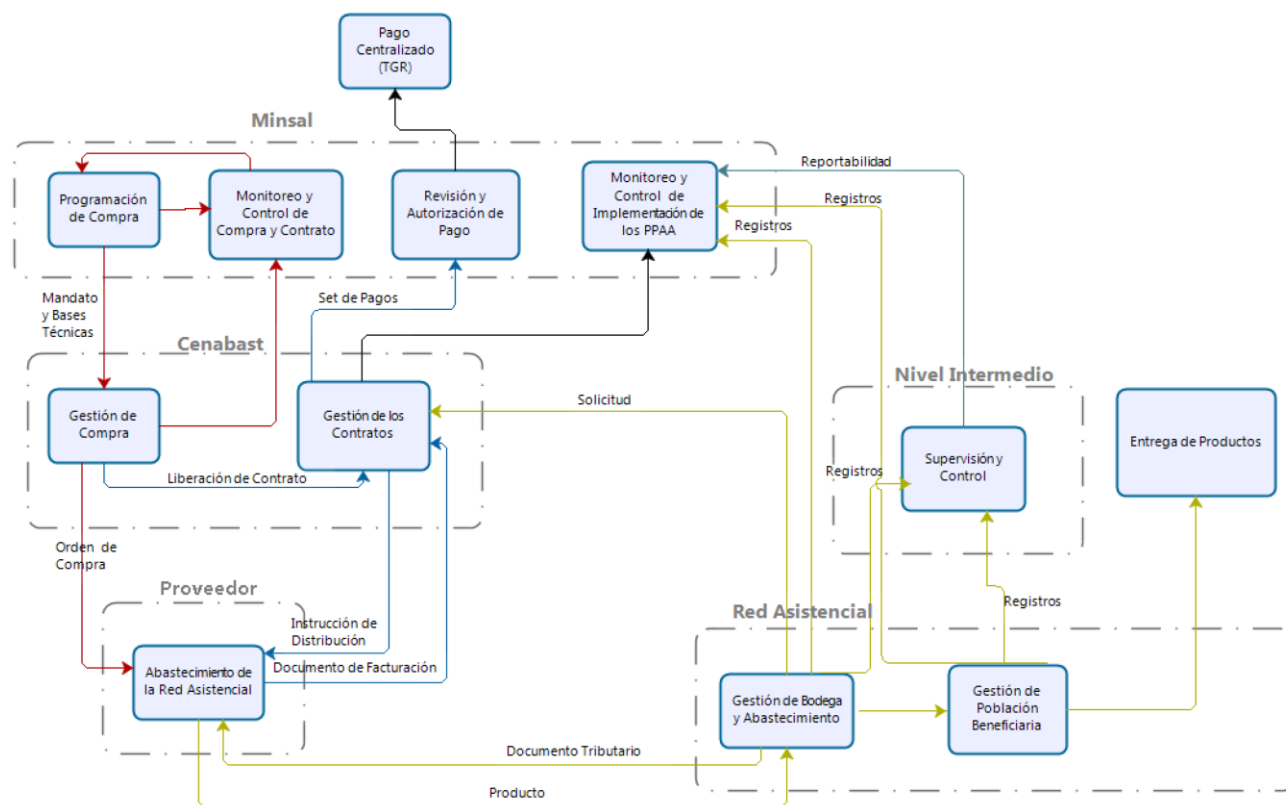 Pago
Centralizado
(TGR)
Minsal
Programación
de Compra
Monitoreo y
Control de
Compra y Contrato
Revisión y
Autorización de
Pago
Monitoreo y
Control de
Implementación de
los PPAA
Reportabilidad
Registros
Registros
Mandato
y Bases
Técnicas
Set de Pagos
Cenabast
Gestión de
Compra
Gestión de los
Contratos
Liberación de Contrato
Solicitud
Nivel Intermedio
Supervisión y
Control
Registros
Entrega de Productos
Orden de
Compra
Proveedor
Abastecimiento de
la Red Asistencial
Instrucción de
Distribución
Documento de Facturación
Registros
Red Asistencial
Gestión de Bodega
y Abastecimiento
Gestión de
Población
Beneficiaria
Documento Tributario
Producto